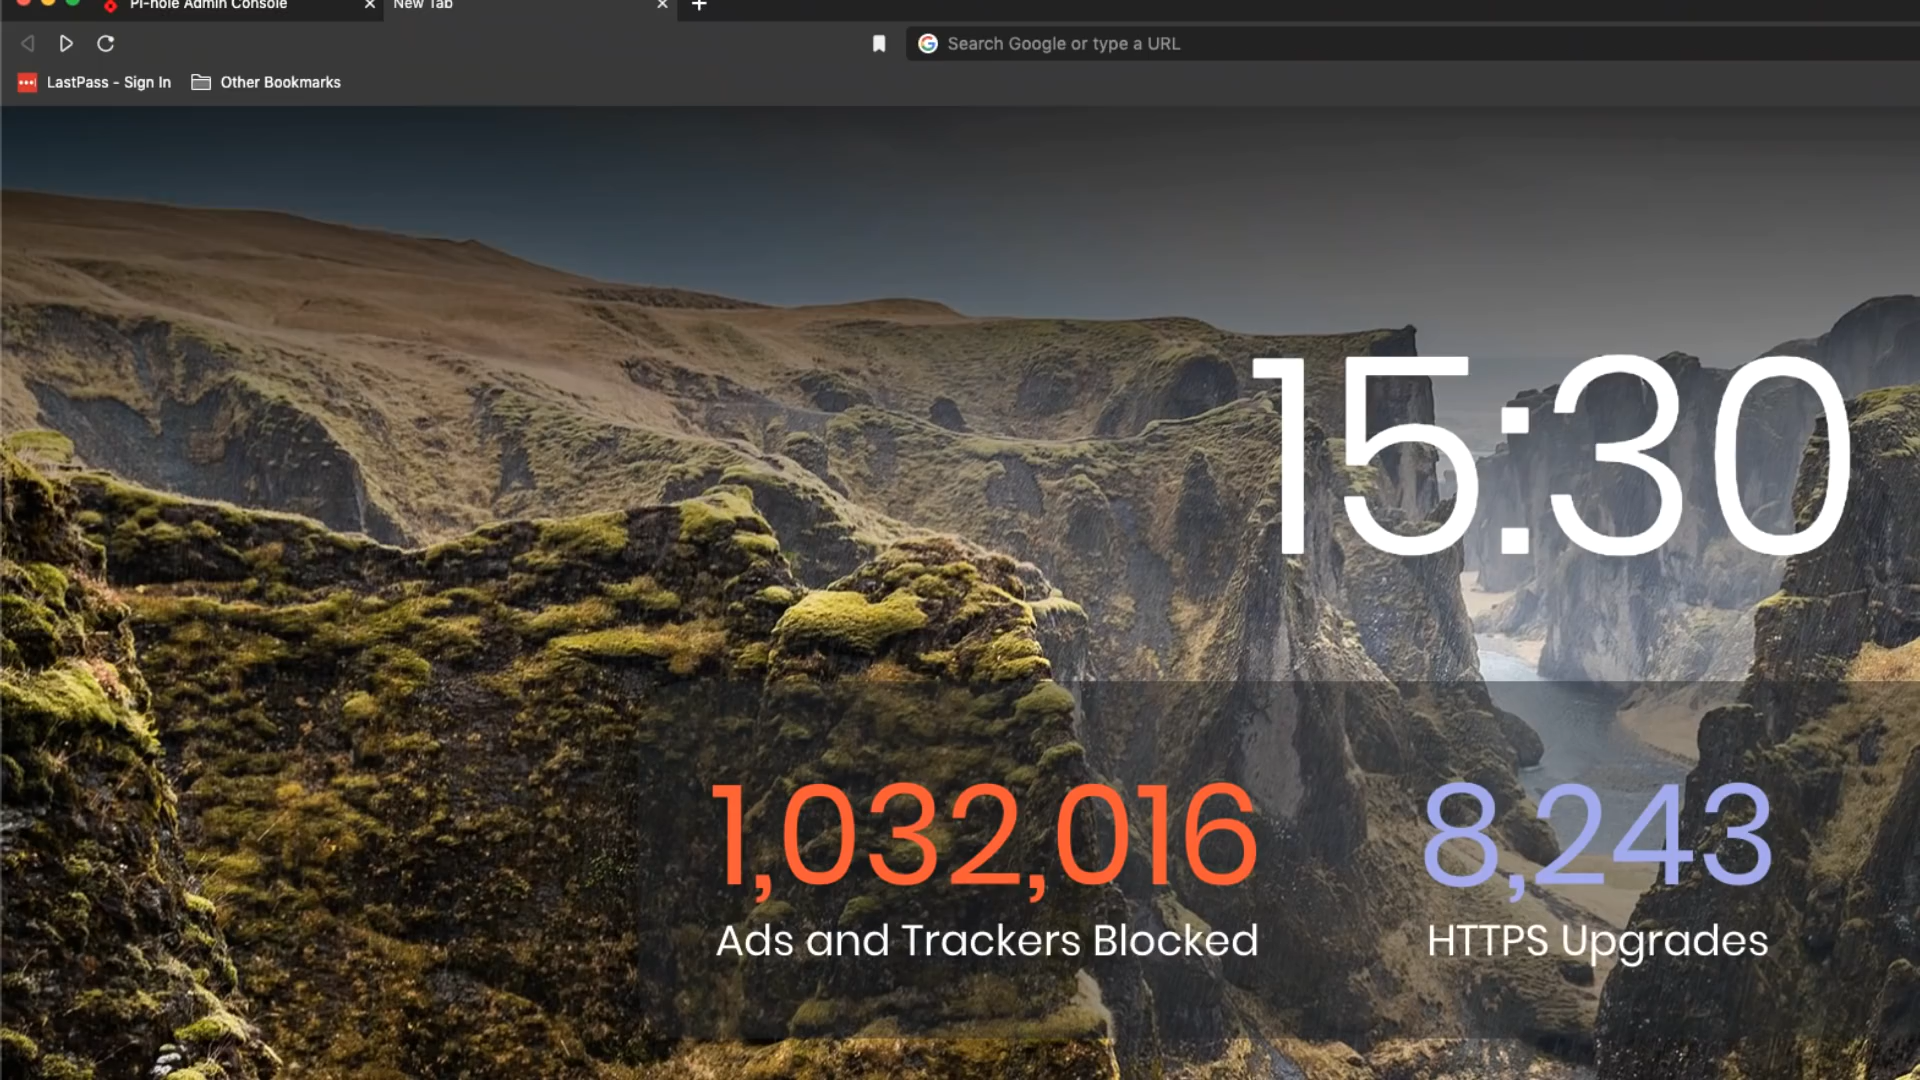 Pi-hole Admin Console
New Tab
Search Google or type a URL
LastPass - Sign In
Other Bookmarks
15:30
1,032,016
8,243
Ads and Trackers Blocked
HTTPS Upgrades